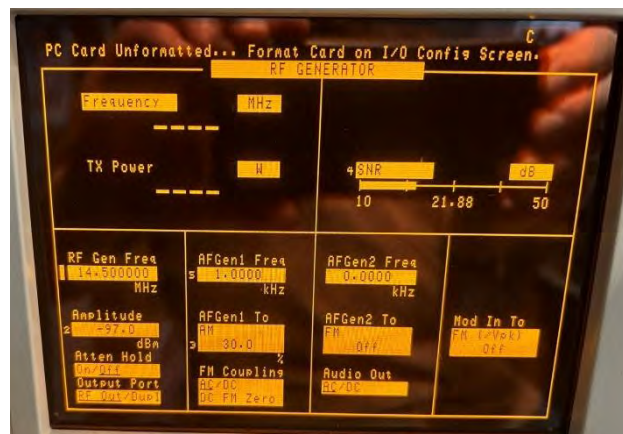 C
PC Card Unformatted... Format Card on I/O Config Screen.
RF GENERATOR
Frequency MHz
----
TX Power W
----
4 SNR dB
10 21.88 50
RF Gen Freq
14.500000
MHz
Amplitude
2 -97.0
dBm
Atten Hold
On/Off
Output Port
RF Out/Dupl
AFGen1 Freq
5 1.0000
kHz
AFGen1 To
AM
3 30.0
%
FM Coupling
AC/DC
DC FM Zero
AFGen2 Freq
0.0000
kHz
AFGen2 To
FM
Off
Audio Out
AC/DC
Mod In To
FM (/Vpk)
Off